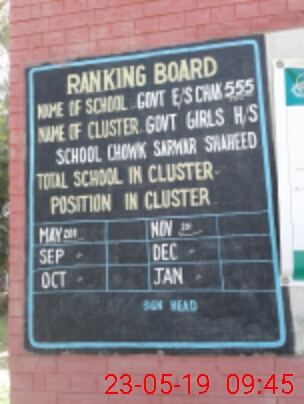 RANKING BOARD
NAME OF SCHOOL GOVT E/S CHAK 555
NAME OF CLUSTER GOVT GIRLS H/S
SCHOOL CHOWK SARWAR SHAHEED
TOTAL SCHOOL IN CLUSTER
POSITION IN CLUSTER
MAY NOV
SEP DEC
OCT JAN
SIGN HEAD
23-05-19 09:45